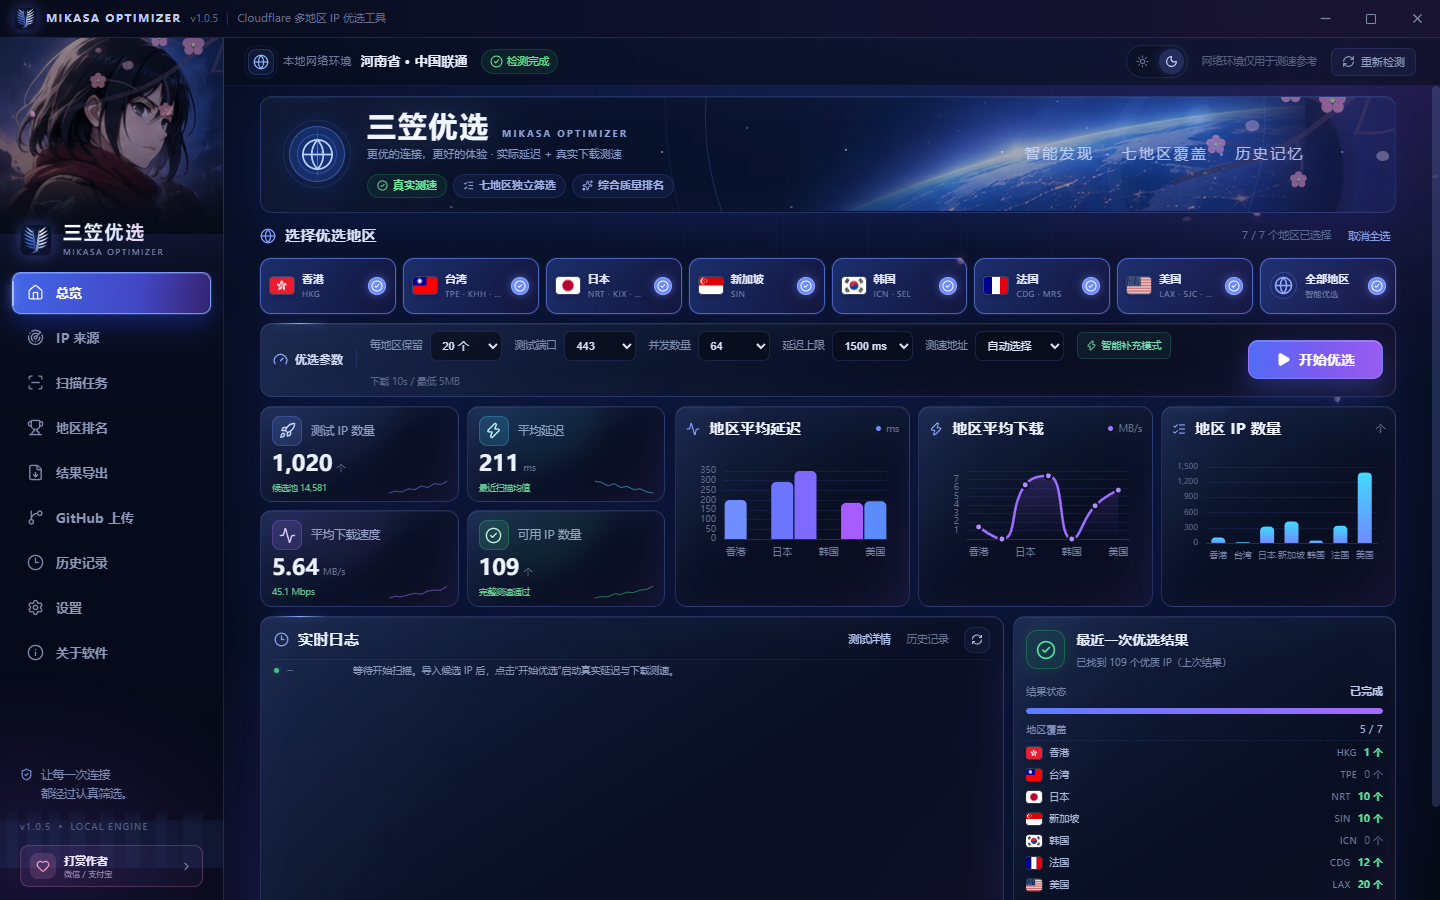 MIKASA OPTIMIZER v1.0.5 Cloudflare 多地区 IP 优选工具
本地网络环境 河南省 • 中国联通 检测完成 网络环境仅用于测速参考 重新检测
三笠优选 MIKASA OPTIMIZER
更优的连接，更好的体验 · 实际延迟 + 真实下载测速
智能发现 七地区覆盖 历史记忆
真实测速 七地区独立筛选 综合质量排名
三笠优选
MIKASA OPTIMIZER
总览
IP 来源
扫描任务
地区排名
结果导出
GitHub 上传
历史记录
设置
关于软件
让每一次连接
都经过认真筛选。
v1.0.5 • LOCAL ENGINE
打赏作者
微信 / 支付宝
选择优选地区 7 / 7 个地区已选择 取消全选
香港
HKG
台湾
TPE · KHH · ...
日本
NRT · KIX · ...
新加坡
SIN
韩国
ICN · SEL
法国
CDG · MRS
美国
LAX · SJC · ...
全部地区
智能优选
优选参数 每地区保留 20 个 测试端口 443 并发数量 64 延迟上限 1500 ms 测速地址 自动选择 智能补充模式
下载 10s / 最低 5MB
开始优选
测试 IP 数量
1,020 个
候选池 14,581
平均延迟
211 ms
最近扫描均值
平均下载速度
5.64 MB/s
45.1 Mbps
可用 IP 数量
109 个
完整测速通过
地区平均延迟 ms
350
300
250
200
150
100
50
0
香港 日本 韩国 美国
地区平均下载 MB/s
7
6
5
4
3
2
1
香港 日本 韩国 美国
地区 IP 数量 个
1,500
1,200
900
600
300
0
香港 台湾 日本 新加坡 韩国 法国 美国
实时日志 测试详情 历史记录
– 等待开始扫描。导入候选 IP 后，点击“开始优选”启动真实延迟与下载测速。
最近一次优选结果
已找到 109 个优质 IP（上次结果）
结果状态 已完成
地区覆盖 5 / 7
香港 HKG 1 个
台湾 TPE 0 个
日本 NRT 10 个
新加坡 SIN 10 个
韩国 ICN 0 个
法国 CDG 12 个
美国 LAX 20 个